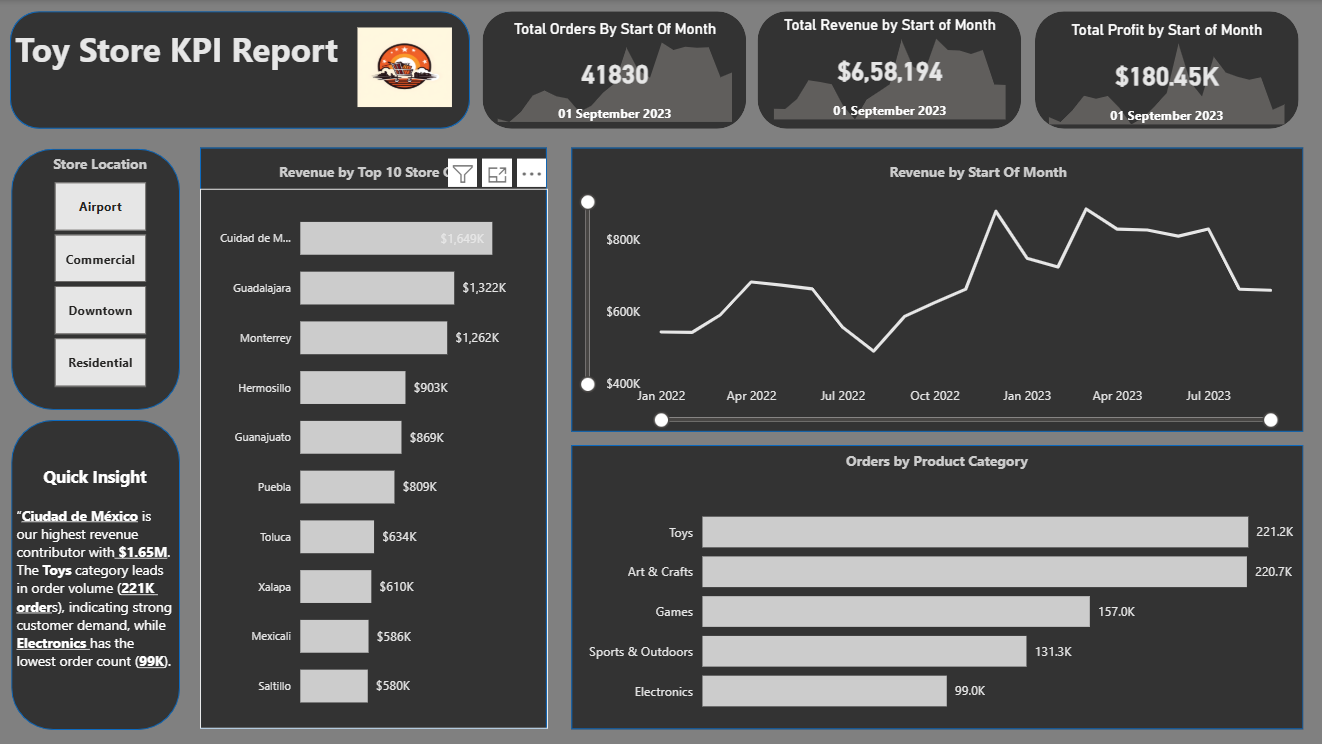 Toy Store KPI Report
Total Orders By Start Of Month
41830
01 September 2023
Total Revenue by Start of Month
$6,58,194
01 September 2023
Total Profit by Start of Month
$180.45K
01 September 2023
Store Location
Airport
Commercial
Downtown
Residential
Quick Insight
"Ciudad de México is
our highest revenue
contributor with $1.65M.
The Toys category leads
in order volume (221K
orders), indicating strong
customer demand, while
Electronics has the
lowest order count (99K).
Revenue by Top 10 Store
Cuidad de M... $1,649K
Guadalajara $1,322K
Monterrey $1,262K
Hermosillo $903K
Guanajuato $869K
Puebla $809K
Toluca $634K
Xalapa $610K
Mexicali $586K
Saltillo $580K
Revenue by Start Of Month
$800K
$600K
$400K
Jan 2022 Apr 2022 Jul 2022 Oct 2022 Jan 2023 Apr 2023 Jul 2023
Orders by Product Category
Toys 221.2K
Art & Crafts 220.7K
Games 157.0K
Sports & Outdoors 131.3K
Electronics 99.0K